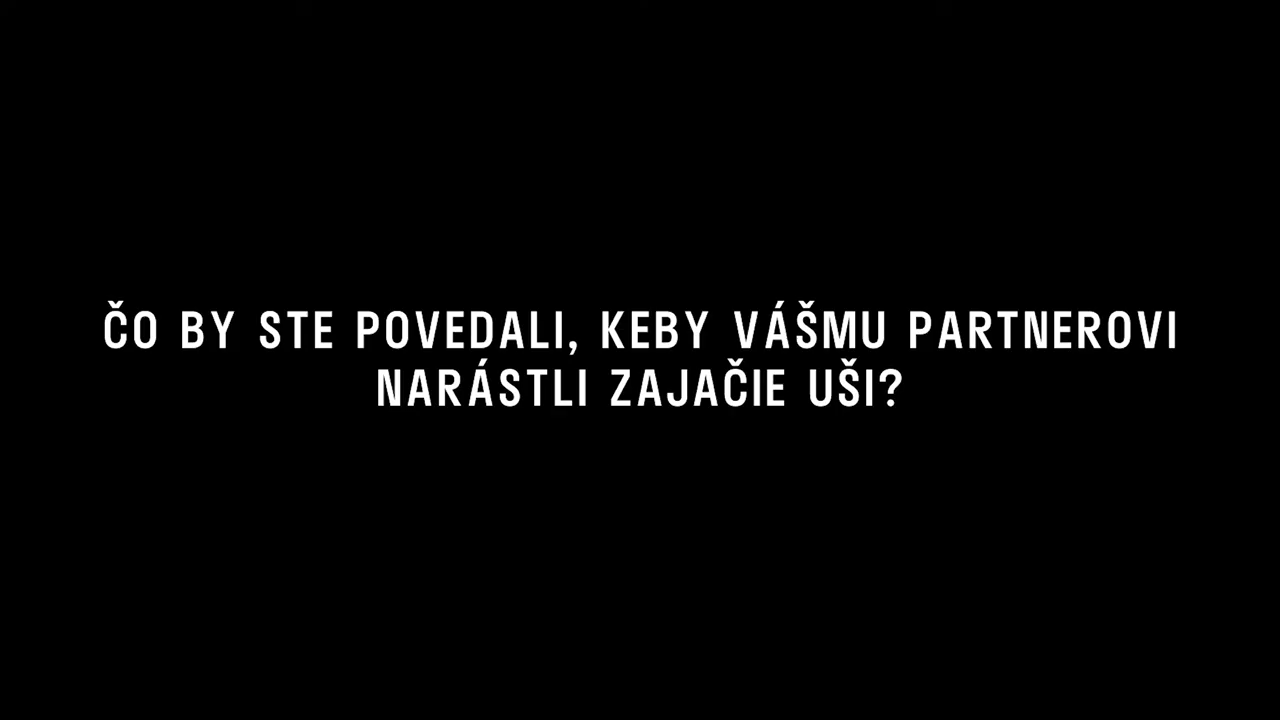 ČO BY STE POVEDALI, KEBY VÁŠMU PARTNEROVI
NARÁSTLI ZAJAČIE UŠI?